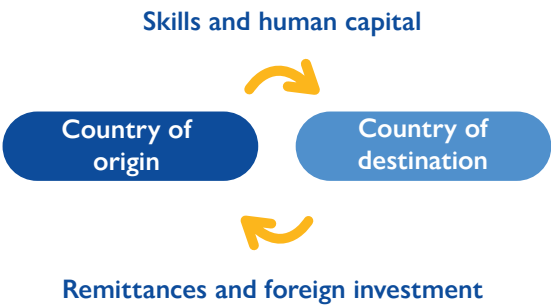 Skills and human capital
Country of
origin
Country of
destination
Remittances and foreign investment